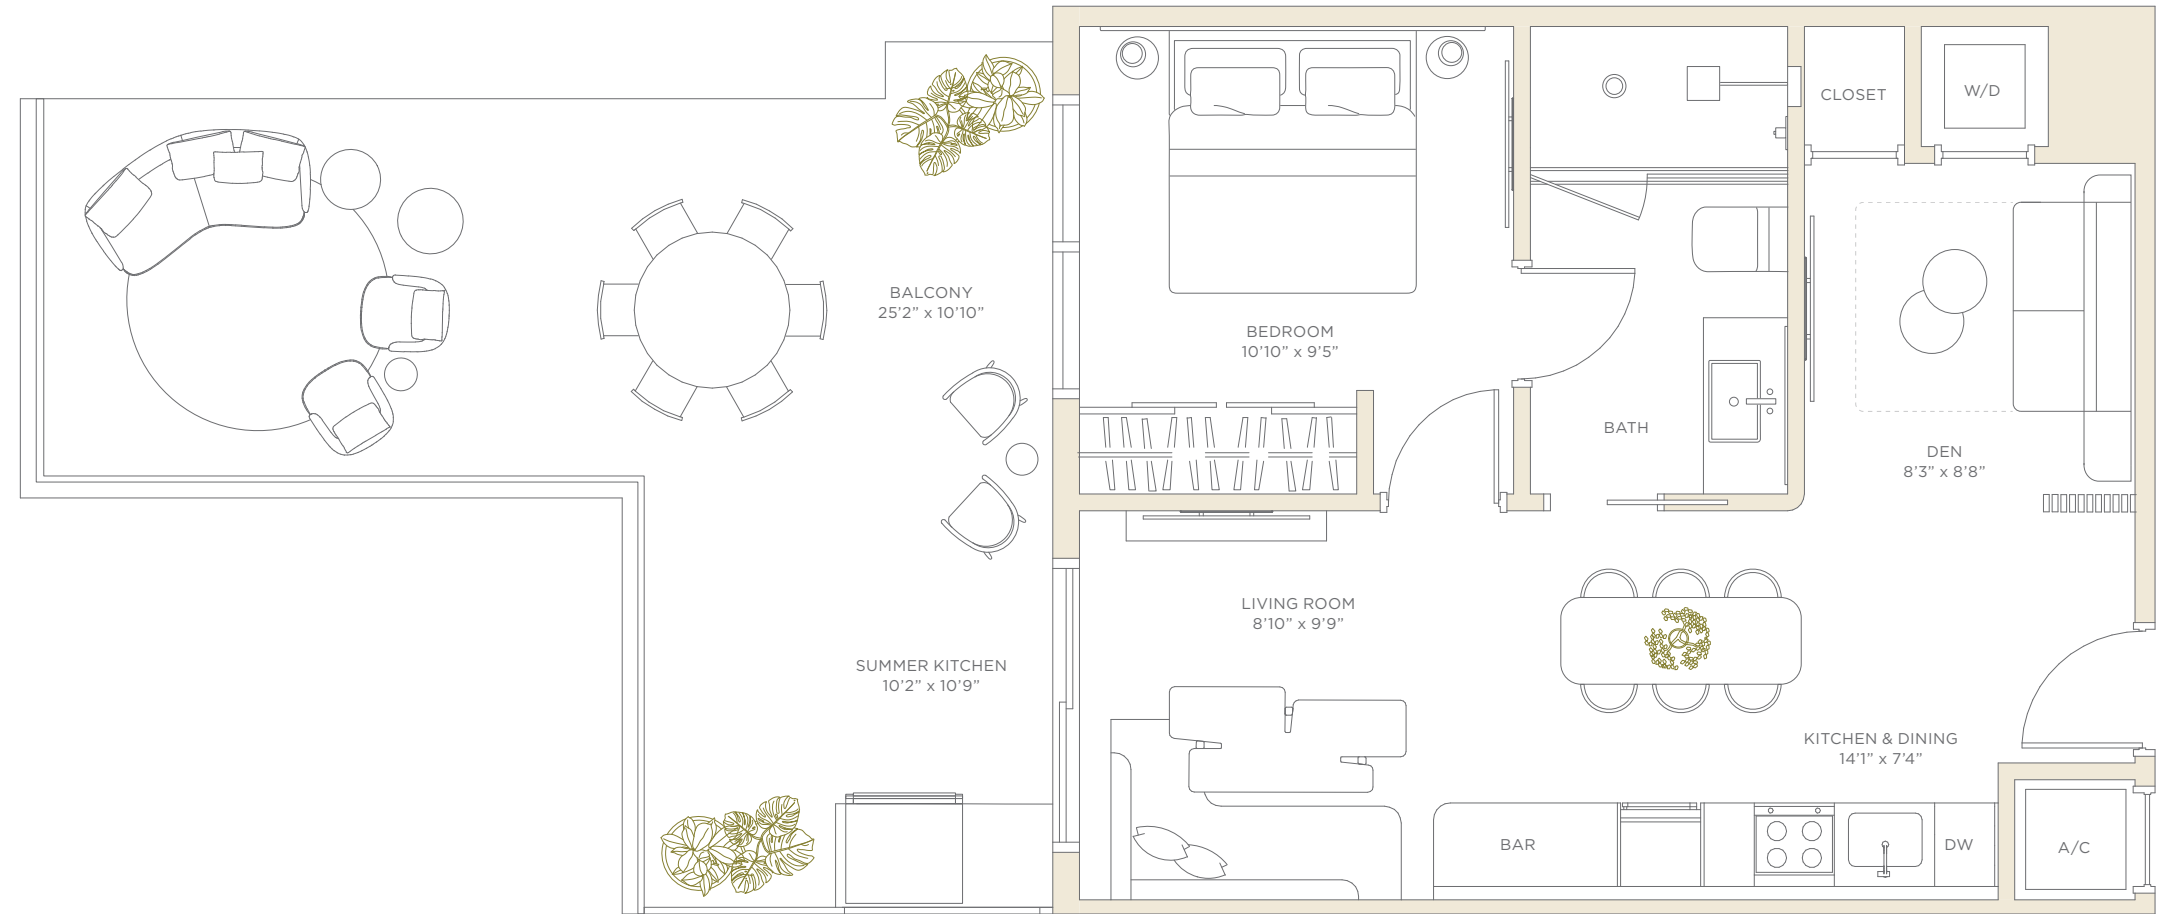 CLOSET
W/D
BALCONY
25’2” x 10’10”
BEDROOM
10’10” x 9’5”
BATH
DEN
8’3” x 8’8”
LIVING ROOM
8’10” x 9’9”
SUMMER KITCHEN
10’2” x 10’9”
KITCHEN & DINING
14’1” x 7’4”
BAR
DW
A/C